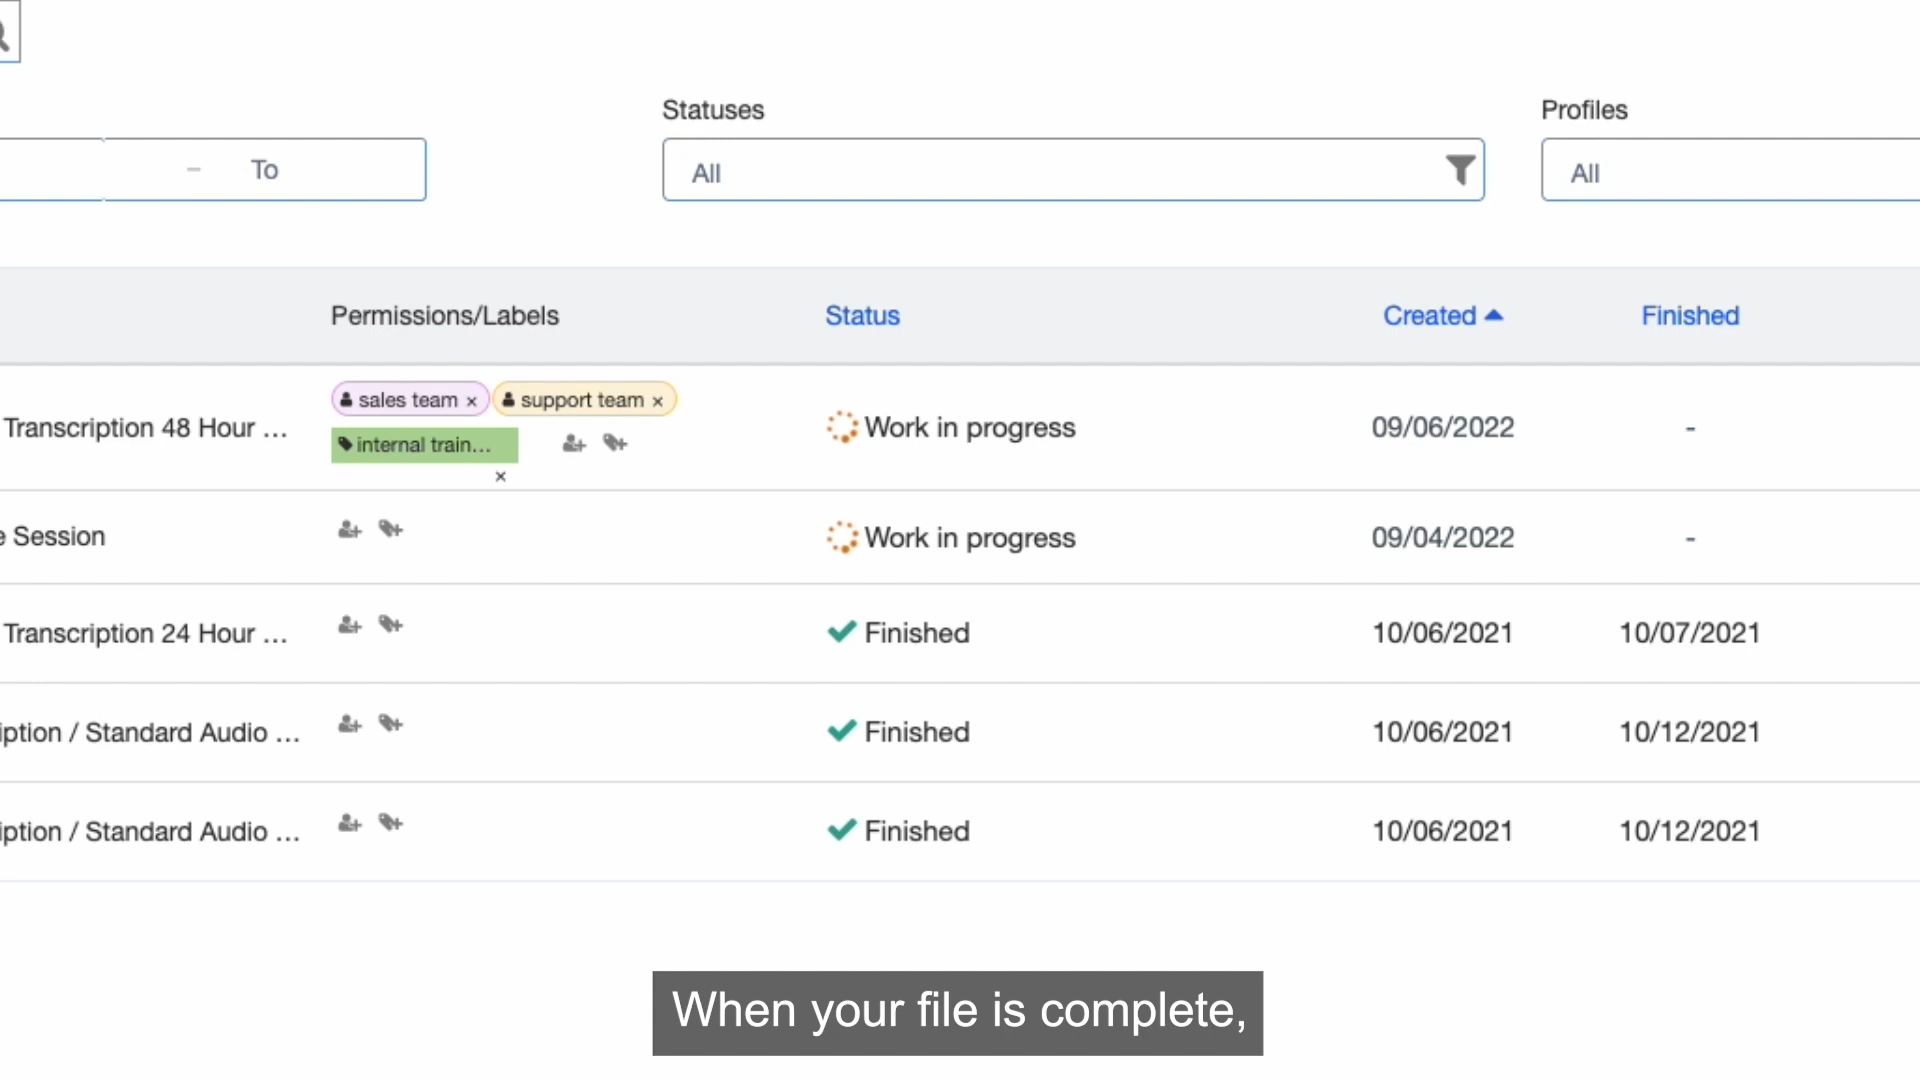 Statuses
Profiles
– To
All
All
Permissions/Labels
Status
Created
Finished
sales team ×
support team ×
Transcription 48 Hour ...
Work in progress
09/06/2022
-
internal train...
×
e Session
Work in progress
09/04/2022
-
Transcription 24 Hour ...
Finished
10/06/2021
10/07/2021
iption / Standard Audio ...
Finished
10/06/2021
10/12/2021
iption / Standard Audio ...
Finished
10/06/2021
10/12/2021
When your file is complete,